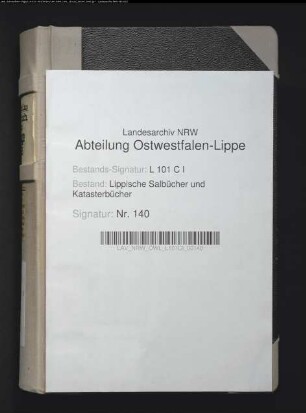 Landesarchiv NRW
Abteilung Ostwestfalen-Lippe
Bestands-Signatur: L 101 C I
Bestand: Lippische Salbücher und
Katasterbücher
Signatur: Nr. 140